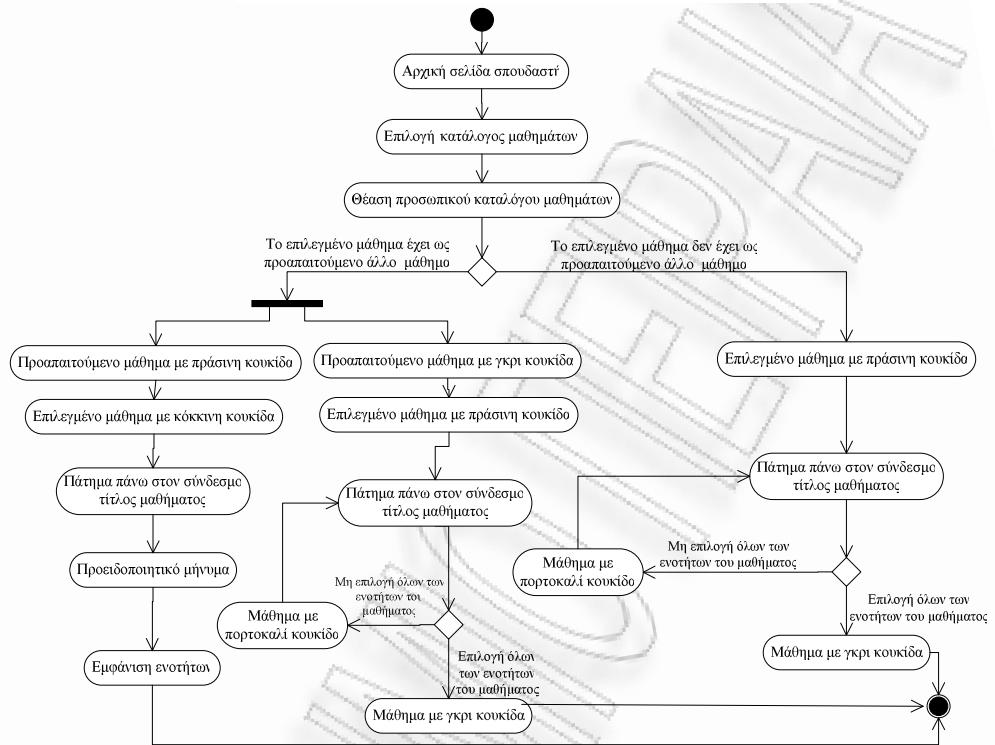 Αρχική σελίδα σπουδαστή
Επιλογή κατάλογος μαθημάτων
Θέαση προσωπικού καταλόγου μαθημάτων
Το επιλεγμένο μάθημα έχει ως
προαπαιτούμενο άλλο μάθημα
Το επιλεγμένο μάθημα δεν έχει ως
προαπαιτούμενο άλλο μάθημα
Προαπαιτούμενο μάθημα με πράσινη κουκίδα
Προαπαιτούμενο μάθημα με γκρι κουκίδα
Επιλεγμένο μάθημα με πράσινη κουκίδα
Επιλεγμένο μάθημα με κόκκινη κουκίδα
Επιλεγμένο μάθημα με πράσινη κουκίδα
Πάτημα πάνω στον σύνδεσμο
τίτλος μαθήματος
Πάτημα πάνω στον σύνδεσμο
τίτλος μαθήματος
Πάτημα πάνω στον σύνδεσμο
τίτλος μαθήματος
Προειδοποιητικό μήνυμα
Μη επιλογή όλων των
ενοτήτων του μαθήματος
Μάθημα με
πορτοκαλί κουκίδα
Μη επιλογή όλων των
ενοτήτων του
μαθήματος
Μάθημα με
πορτοκαλί κουκίδα
Επιλογή όλων των
ενοτήτων του μαθήματος
Εμφάνιση ενοτήτων
Επιλογή όλων
των ενοτήτων
του μαθήματος
Μάθημα με γκρι κουκίδα
Μάθημα με γκρι κουκίδα